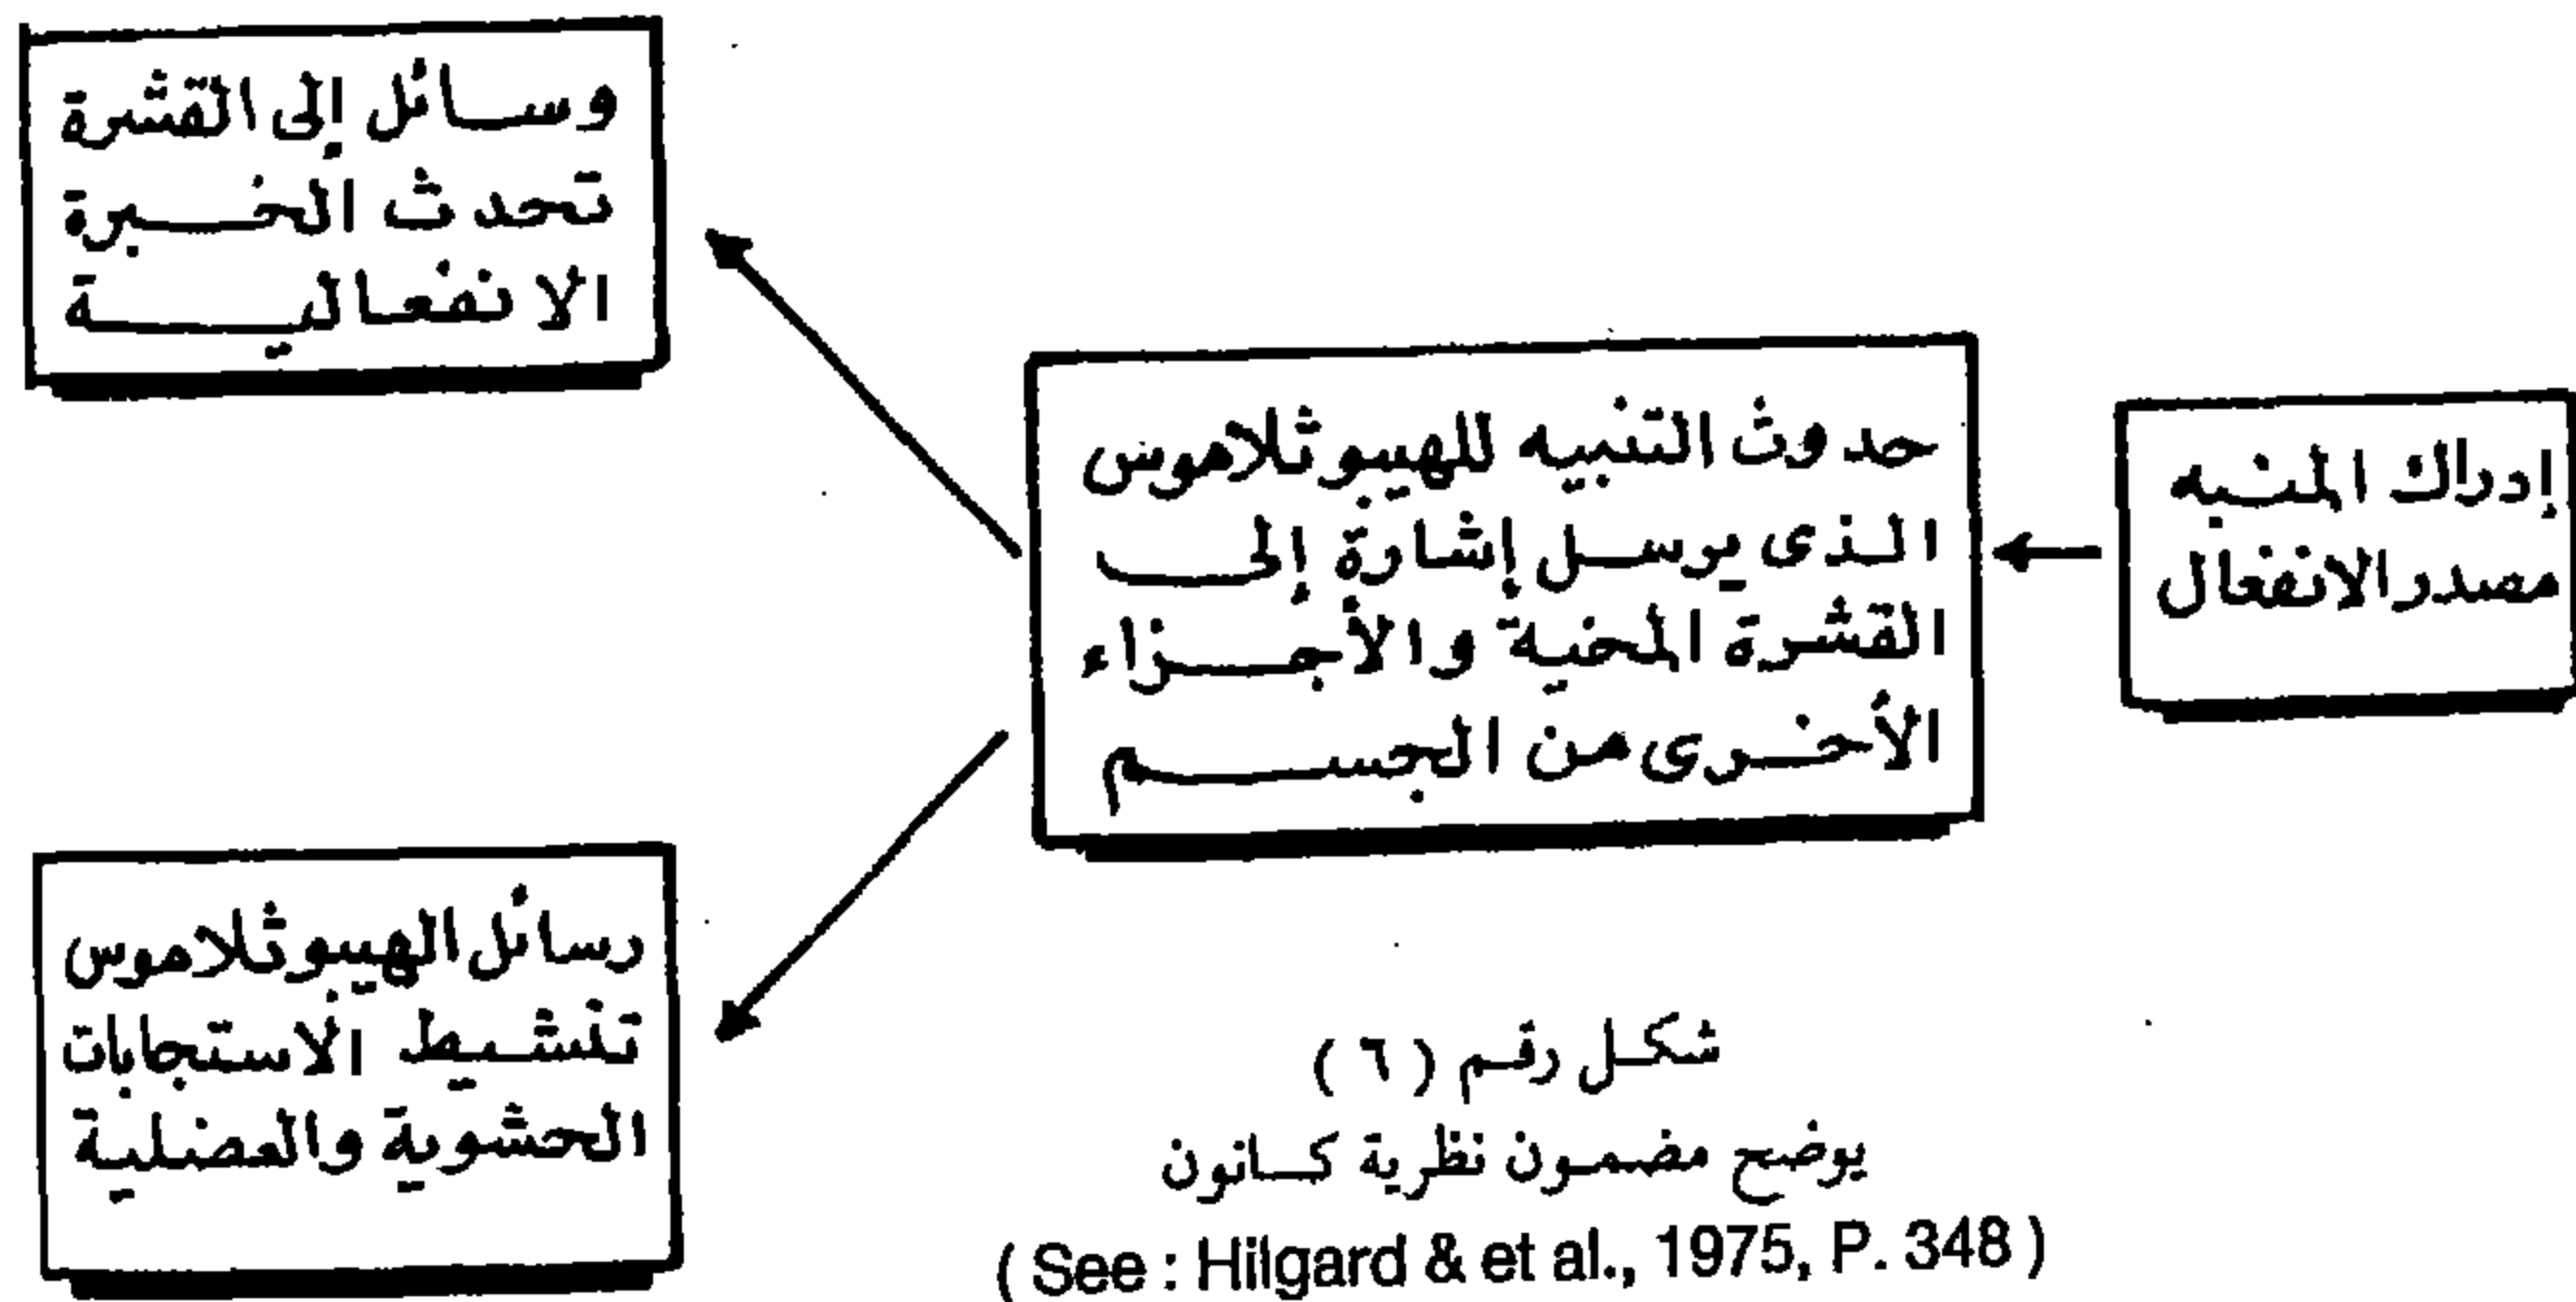 إدراك المنبه
مصدر الانفعال
حدوث التنبيه للهيبوثلاموس
الذى يرسل إشارة إلى
القشرة المخية والأجزاء
الأخرى من الجسم
وسائل إلى القشرة
تحدث الخبرة
الانفعالية
رسائل الهيبوثلاموس
تنشيط الاستجابات
الحشوية والعضلية
شكل رقم ( ٦ )
يوضح مضمون نظرية كانون
( See : Hilgard & et al., 1975, P. 348 )